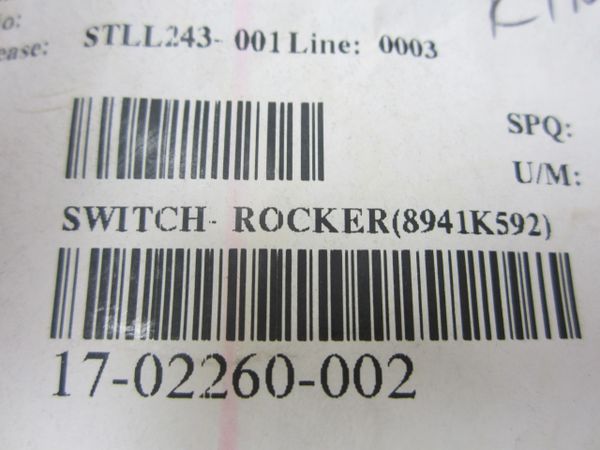 STLL243- 001 Line: 0003
SPQ:
U/M:
SWITCH- ROCKER(8941K592)
17-02260-002